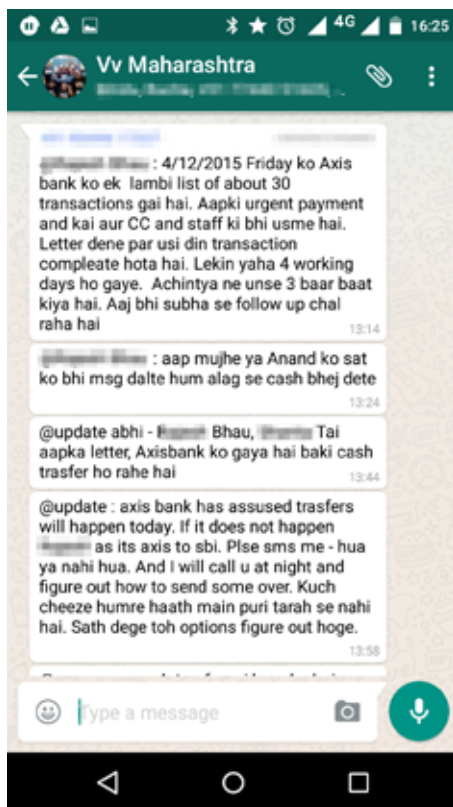 4G 16:25
Vv Maharashtra
: 4/12/2015 Friday ko Axis
bank ko ek lambi list of about 30
transactions gai hai. Aapki urgent payment
and kai aur CC and staff ki bhi usme hai.
Letter dene par usi din transaction
compleate hota hai. Lekin yaha 4 working
days ho gaye. Achintya ne unse 3 baar baat
kiya hai. Aaj bhi subha se follow up chal
raha hai
13:14
: aap mujhe ya Anand ko sat
ko bhi msg dalte hum alag se cash bhej dete
13:24
@update abhi - Bhau, Tai
aapka letter, Axisbank ko gaya hai baki cash
trasfer ho rahe hai
13:44
@update : axis bank has assused trasfers
will happen today. If it does not happen
as its axis to sbi. Plse sms me - hua
ya nahi hua. And I will call u at night and
figure out how to send some over. Kuch
cheeze humre haath main puri tarah se nahi
hai. Sath dege toh options figure out hoge.
13:58
Type a message